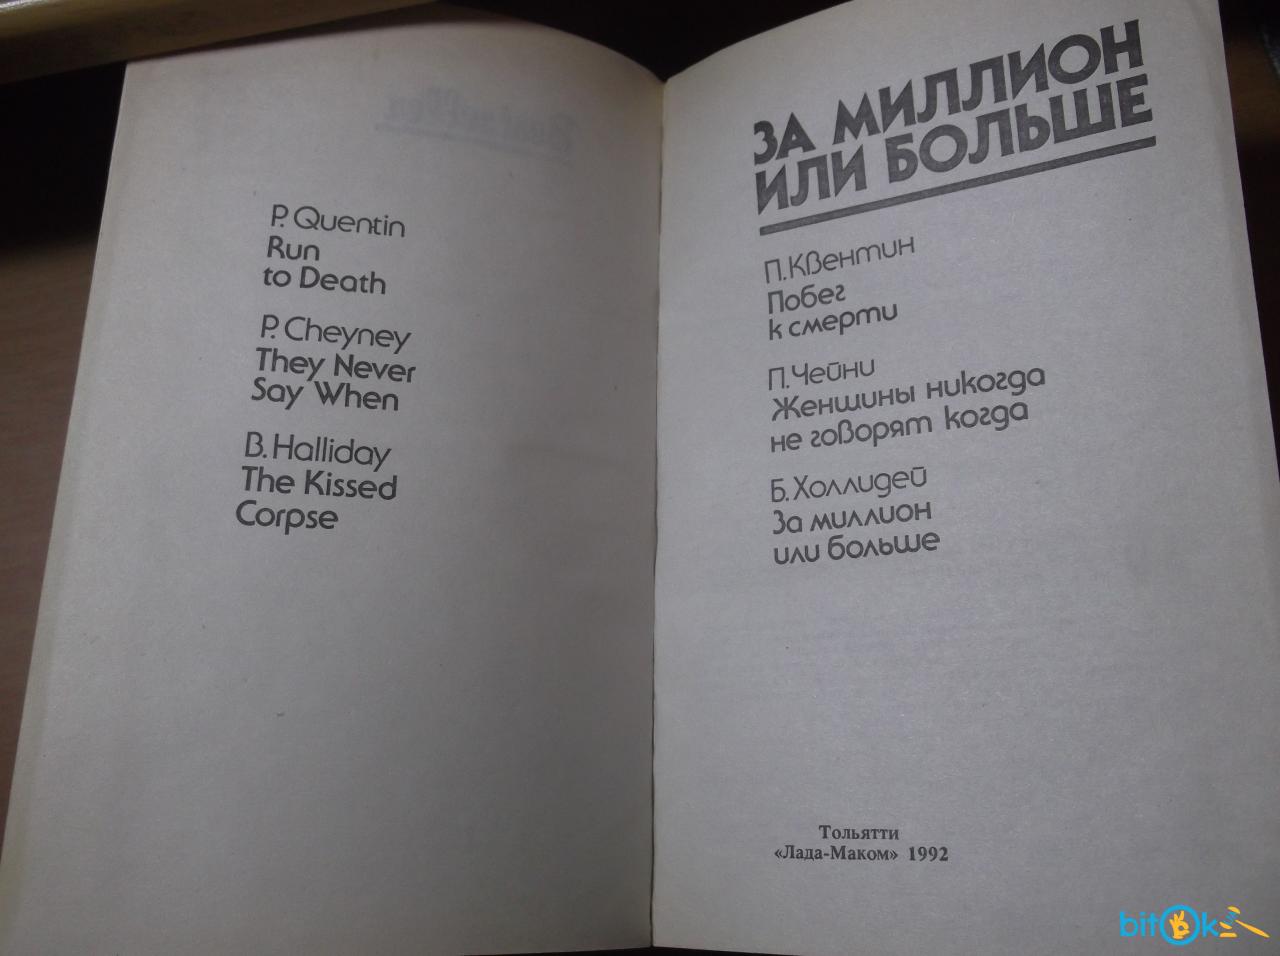 P. Quentin
Run
to Death
P. Cheyney
They Never
Say When
B. Halliday
The Kissed
Corpse
ЗА МИЛЛИОН
ИЛИ БОЛЬШЕ
П. Квентин
Побег
к смерти
П. Чейни
Женщины никогда
не говорят когда
Б. Холлидей
За миллион
или больше
Тольятти
«Лада-Маком» 1992
bitok